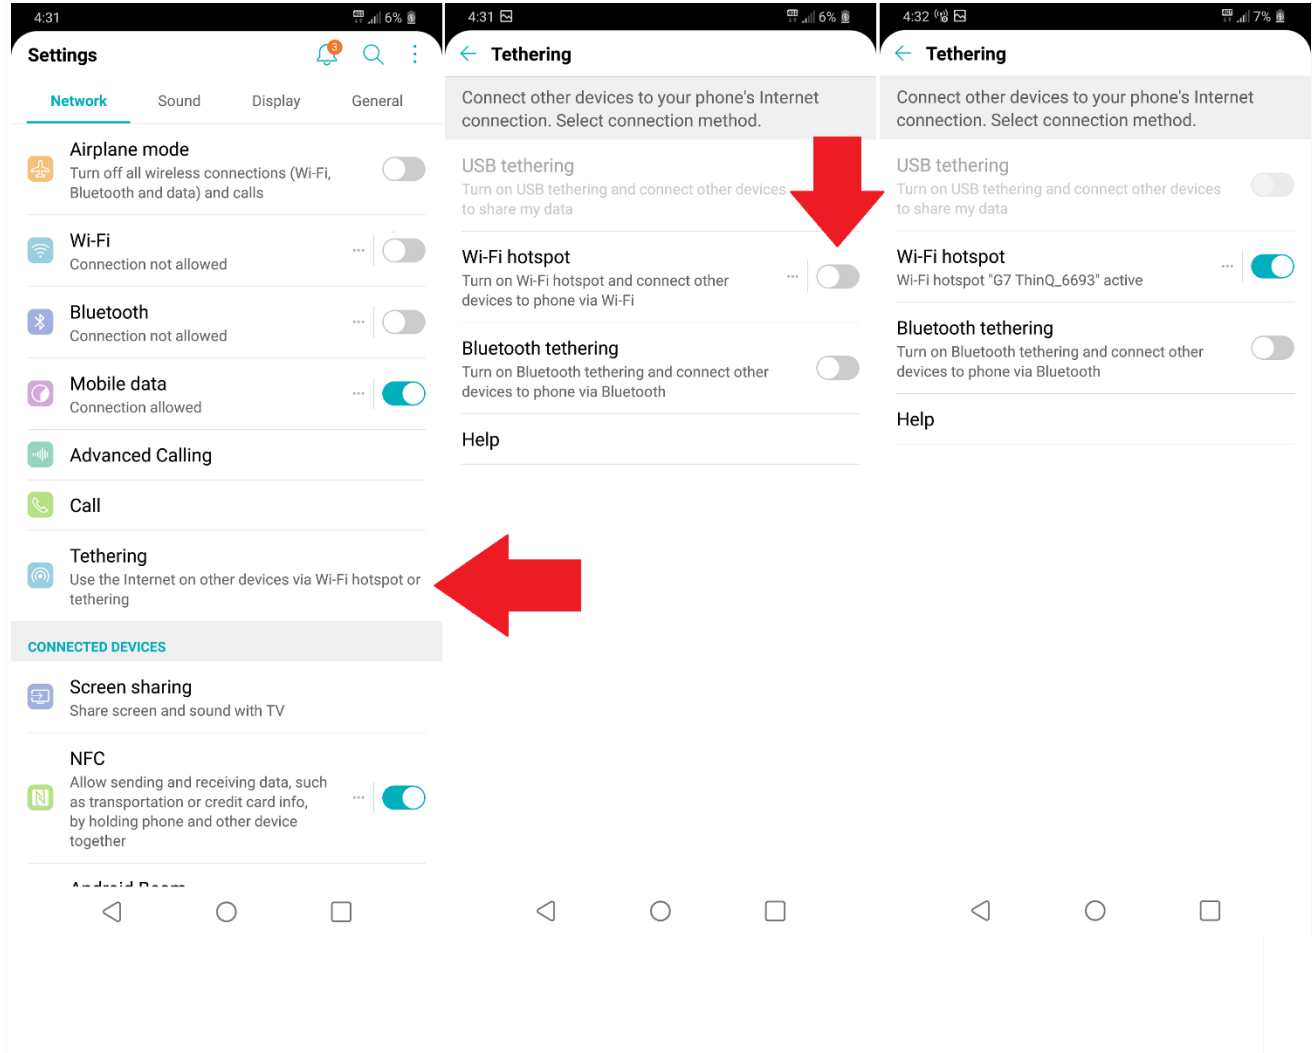 4:31
6%
Settings
3
Network Sound Display General
Airplane mode
Turn off all wireless connections (Wi-Fi,
Bluetooth and data) and calls
Wi-Fi
Connection not allowed
Bluetooth
Connection not allowed
Mobile data
Connection allowed
Advanced Calling
Call
Tethering
Use the Internet on other devices via Wi-Fi hotspot or
tethering
CONNECTED DEVICES
Screen sharing
Share screen and sound with TV
NFC
Allow sending and receiving data, such
as transportation or credit card info,
by holding phone and other device
together
Android Beam
4:31
6%
Tethering
Connect other devices to your phone's Internet
connection. Select connection method.
USB tethering
Turn on USB tethering and connect other devices
to share my data
Wi-Fi hotspot
Turn on Wi-Fi hotspot and connect other
devices to phone via Wi-Fi
Bluetooth tethering
Turn on Bluetooth tethering and connect other
devices to phone via Bluetooth
Help
4:32
7%
Tethering
Connect other devices to your phone's Internet
connection. Select connection method.
USB tethering
Turn on USB tethering and connect other devices
to share my data
Wi-Fi hotspot
Wi-Fi hotspot "G7 ThinQ_6693" active
Bluetooth tethering
Turn on Bluetooth tethering and connect other
devices to phone via Bluetooth
Help